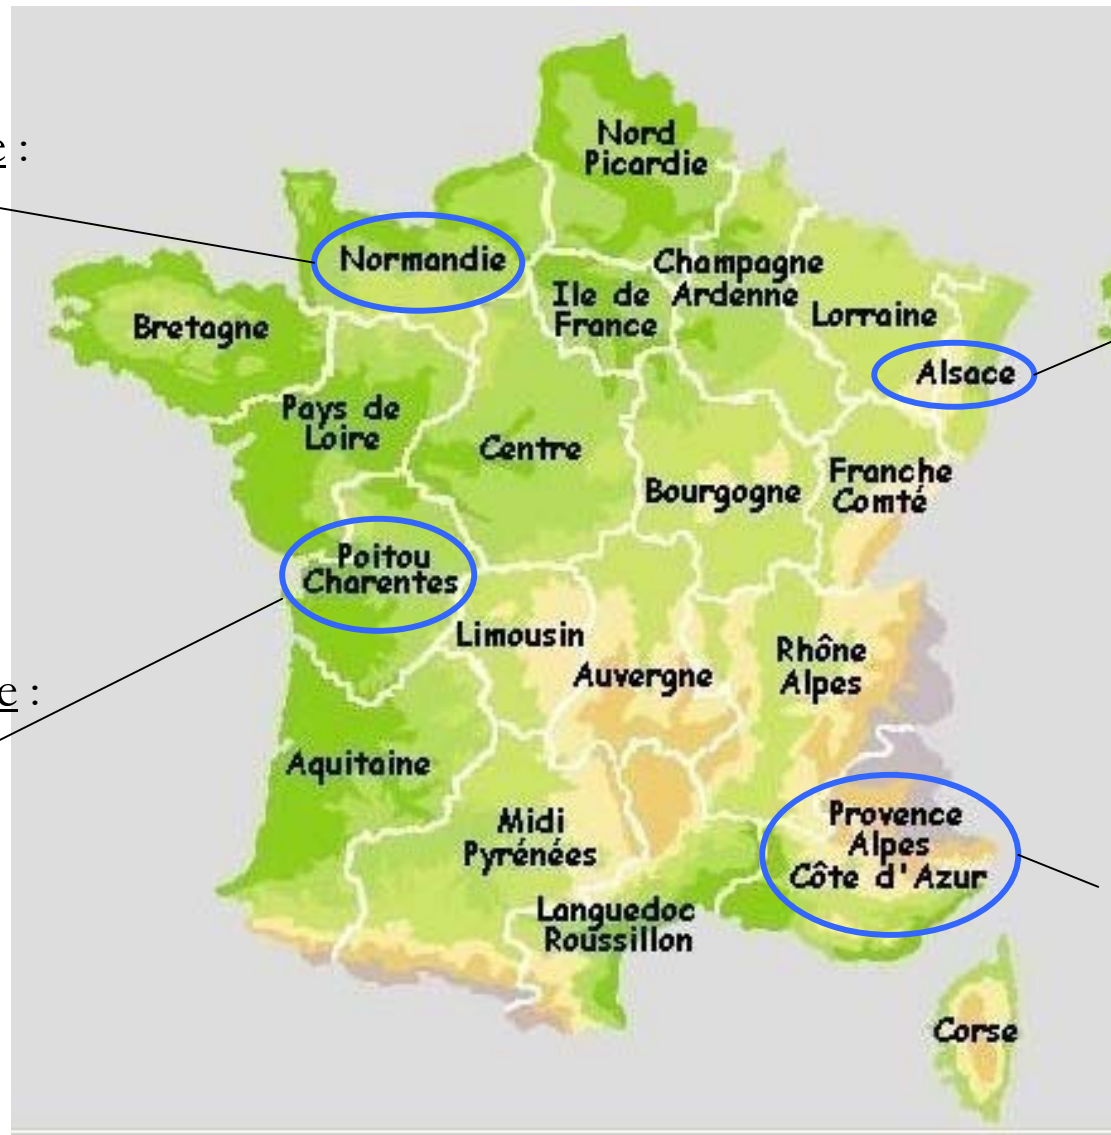 e :
Nord
Picardie
Normandie
Champagne
Ardenne
Ile de
France
Lorraine
Bretagne
Alsace
Pays de
Loire
Centre
Franche
Comté
Bourgogne
Poitou
Charentes
Limousin
Rhône
Alpes
Auvergne
e :
Aquitaine
Midi
Pyrénées
Provence
Alpes
Côte d'Azur
Languedoc
Roussillon
Corse